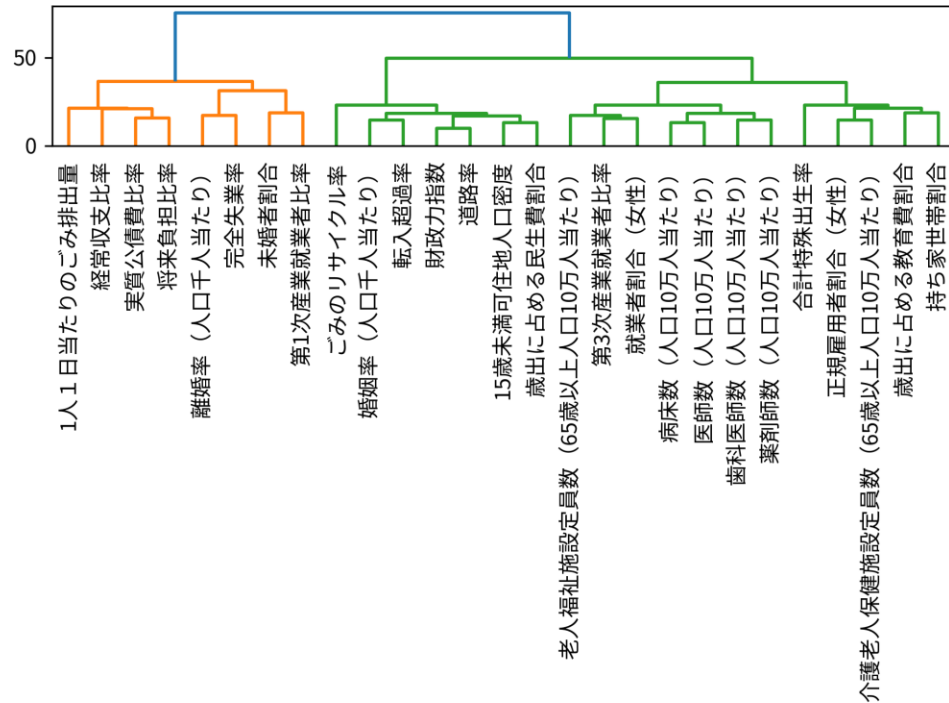 50
0
1人１日当たりのごみ排出量
経常収支比率
実質公債費比率
将来負担比率
離婚率（人口千人当たり）
完全失業率
未婚者割合
第1次産業就業者比率
ごみのリサイクル率
婚姻率（人口千人当たり）
転入超過率
財政力指数
道路率
15歳未満可住地人口密度
歳出に占める民生費割合
老人福祉施設定員数（65歳以上人口10万人当たり）
第3次産業就業者比率
就業者割合（女性）
病床数（人口10万人当たり）
医師数（人口10万人当たり）
歯科医師数（人口10万人当たり）
薬剤師数（人口10万人当たり）
合計特殊出生率
正規雇用者割合（女性）
介護老人保健施設定員数（65歳以上人口10万人当たり）
歳出に占める教育費割合
持ち家世帯割合